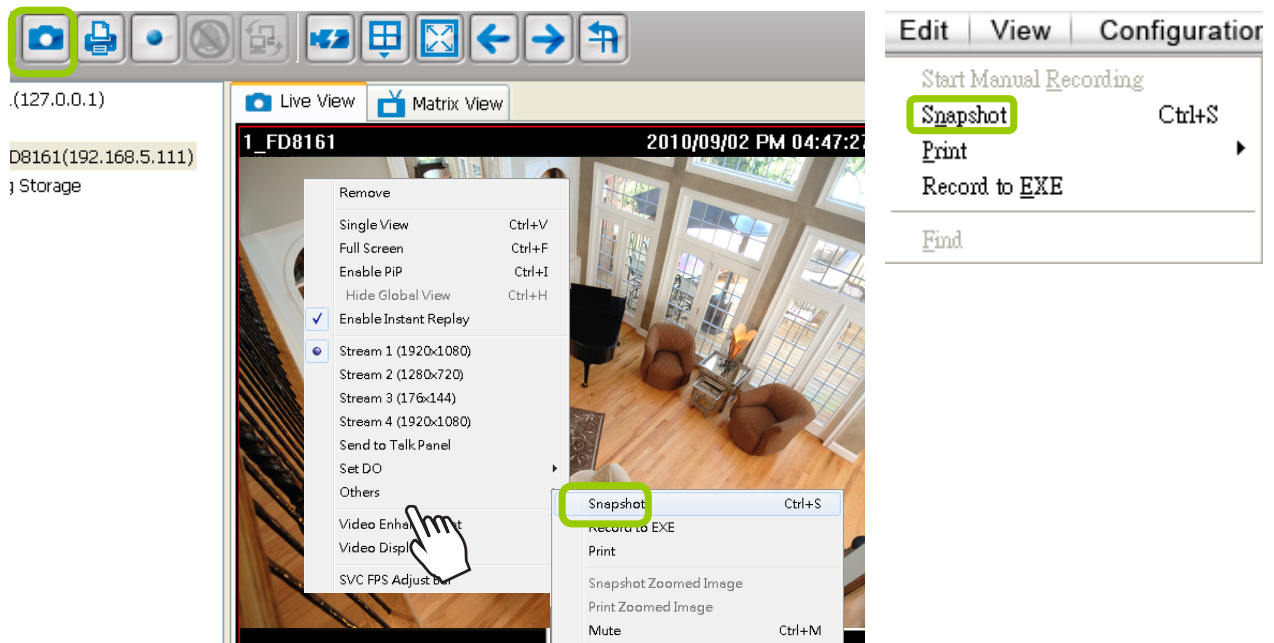 Edit View Configuration
.(127.0.0.1)
Live View
Matrix View
Start Manual Recording
Snapshot Ctrl+S
Print
Record to EXE
Find
1_FD8161 2010/09/02 PM 04:47:27
D8161(192.168.5.111)
g Storage
Remove
Single View Ctrl+V
Full Screen Ctrl+F
Enable PiP Ctrl+I
Hide Global View Ctrl+H
Enable Instant Replay
Stream 1 (1920x1080)
Stream 2 (1280x720)
Stream 3 (176x144)
Stream 4 (1920x1080)
Send to Talk Panel
Set DO
Others
Snapshot Ctrl+S
Video
Record to EXE
Video
Print
SVC FPS Adjust
Snapshot Zoomed Image
Print Zoomed Image
Mute Ctrl+M